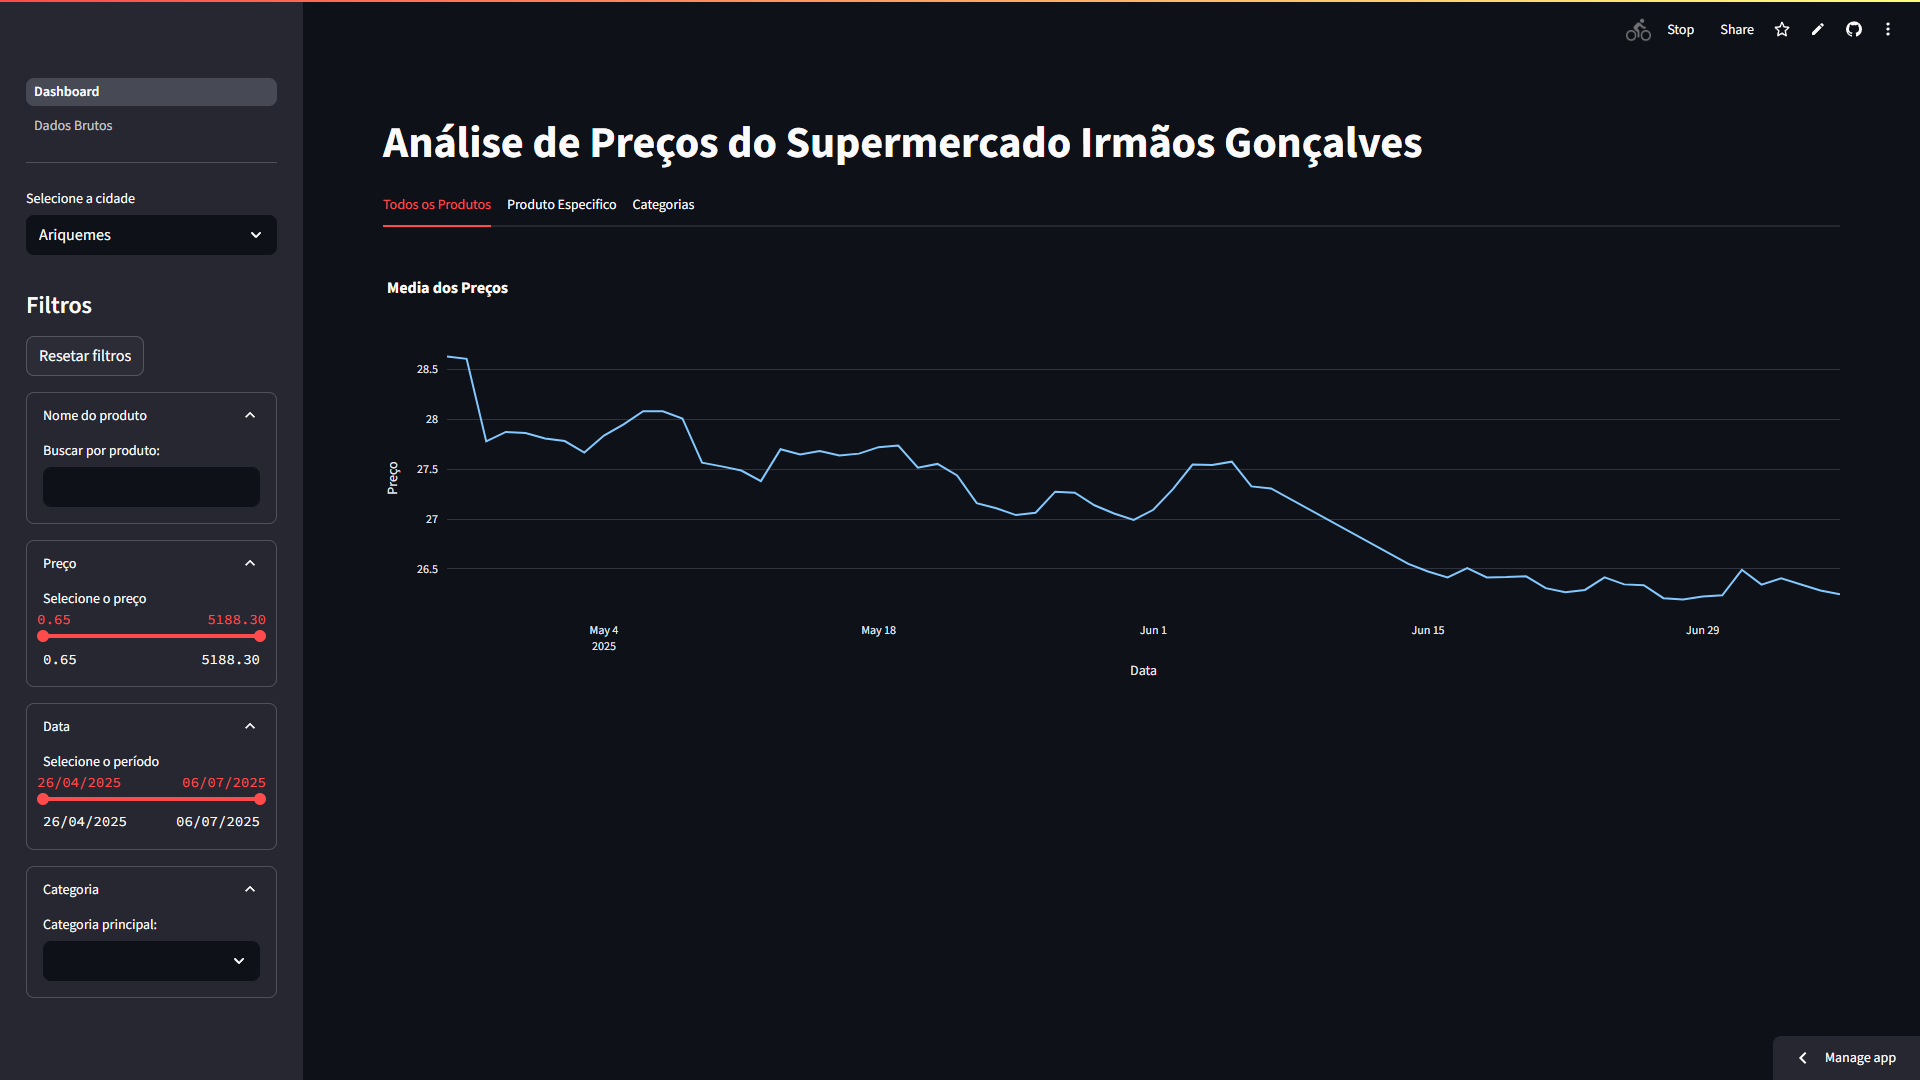 Stop
Share
Dashboard
Dados Brutos
Selecione a cidade
Ariquemes
Filtros
Resetar filtros
Nome do produto
Buscar por produto:
Preço
Selecione o preço
0.65 5188.30
0.65 5188.30
Data
Selecione o período
26/04/2025 06/07/2025
26/04/2025 06/07/2025
Categoria
Categoria principal:
Análise de Preços do Supermercado Irmãos Gonçalves
Todos os Produtos Produto Especifico Categorias
Media dos Preços
28.5
28
27.5
27
26.5
Preço
May 4 May 18 Jun 1 Jun 15 Jun 29
2025
Data
Manage app